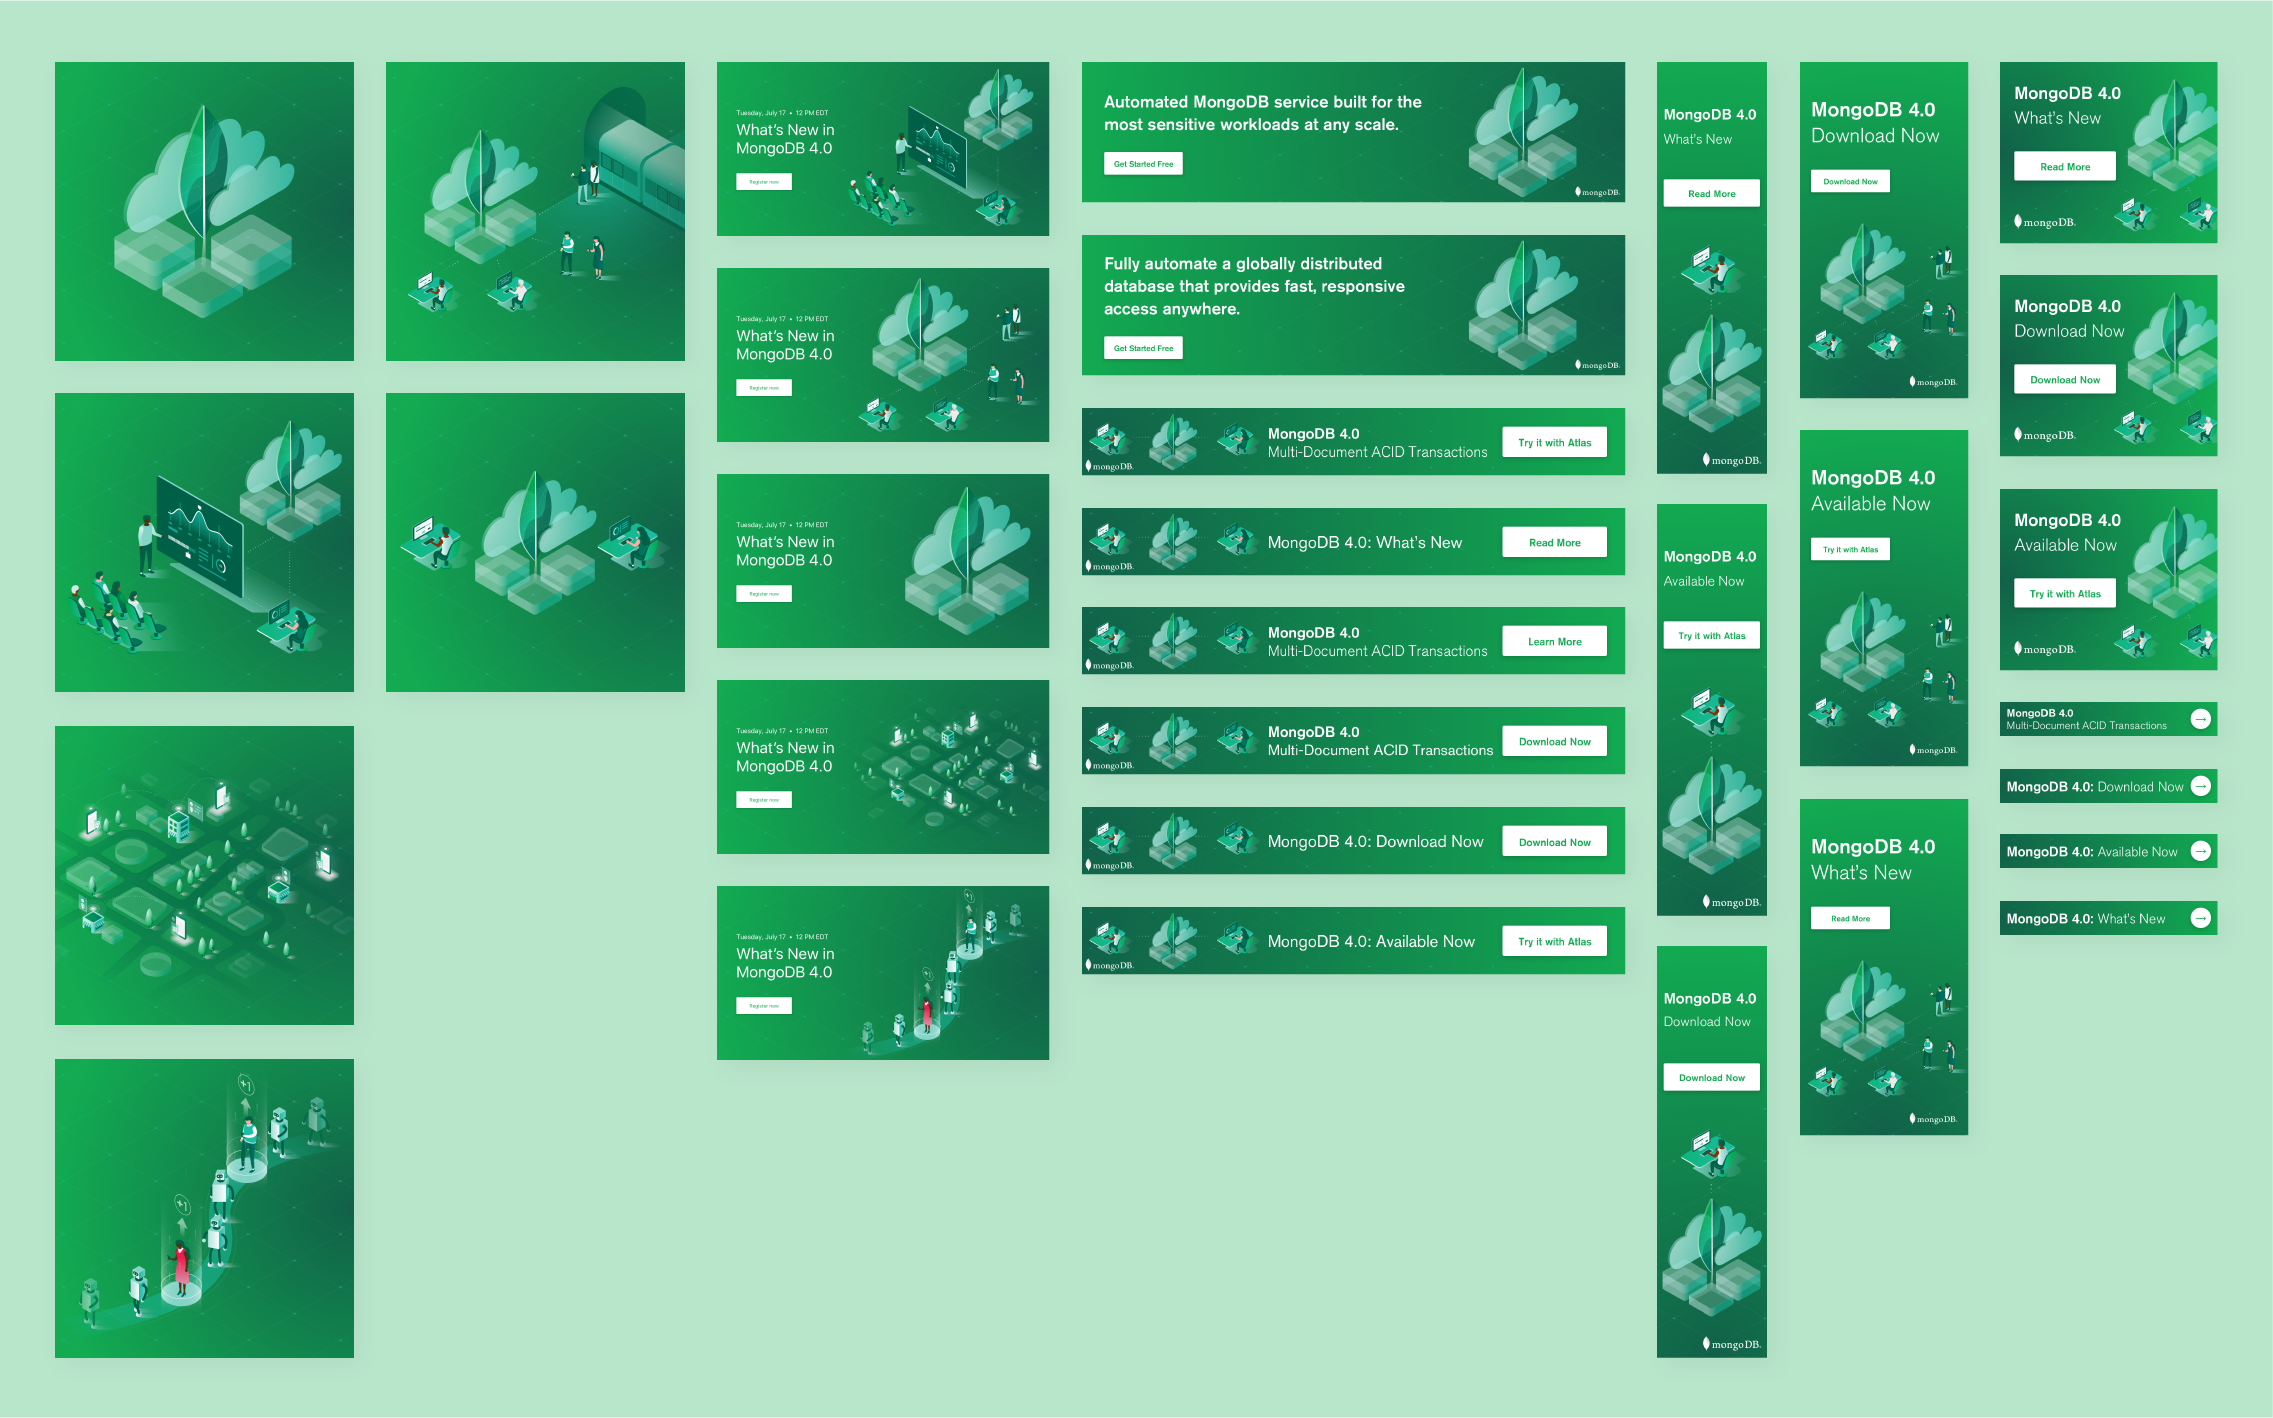 Tuesday, July 17 • 12 PM EDT
What's New in
MongoDB 4.0
Register now
Tuesday, July 17 • 12 PM EDT
What's New in
MongoDB 4.0
Register now
Tuesday, July 17 • 12 PM EDT
What's New in
MongoDB 4.0
Register now
Tuesday, July 17 • 12 PM EDT
What's New in
MongoDB 4.0
Register now
Tuesday, July 17 • 12 PM EDT
What's New in
MongoDB 4.0
Register now
+1
+1
+1
+1
Automated MongoDB service built for the
most sensitive workloads at any scale.
Get Started Free
mongoDB.
Fully automate a globally distributed
database that provides fast, responsive
access anywhere.
Get Started Free
mongoDB.
MongoDB 4.0
Multi-Document ACID Transactions
Try it with Atlas
mongoDB.
MongoDB 4.0: What's New
Read More
mongoDB.
MongoDB 4.0
Multi-Document ACID Transactions
Learn More
mongoDB.
MongoDB 4.0
Multi-Document ACID Transactions
Download Now
mongoDB.
MongoDB 4.0: Download Now
Download Now
mongoDB.
MongoDB 4.0: Available Now
Try it with Atlas
mongoDB.
MongoDB 4.0
What's New
Read More
mongoDB.
MongoDB 4.0
Available Now
Try it with Atlas
mongoDB.
MongoDB 4.0
Download Now
Download Now
mongoDB.
MongoDB 4.0
Download Now
Download Now
mongoDB.
MongoDB 4.0
Available Now
Try it with Atlas
mongoDB.
MongoDB 4.0
What's New
Read More
mongoDB.
MongoDB 4.0
What's New
Read More
mongoDB.
MongoDB 4.0
Download Now
Download Now
mongoDB.
MongoDB 4.0
Available Now
Try it with Atlas
mongoDB.
MongoDB 4.0
Multi-Document ACID Transactions
MongoDB 4.0: Download Now
MongoDB 4.0: Available Now
MongoDB 4.0: What's New